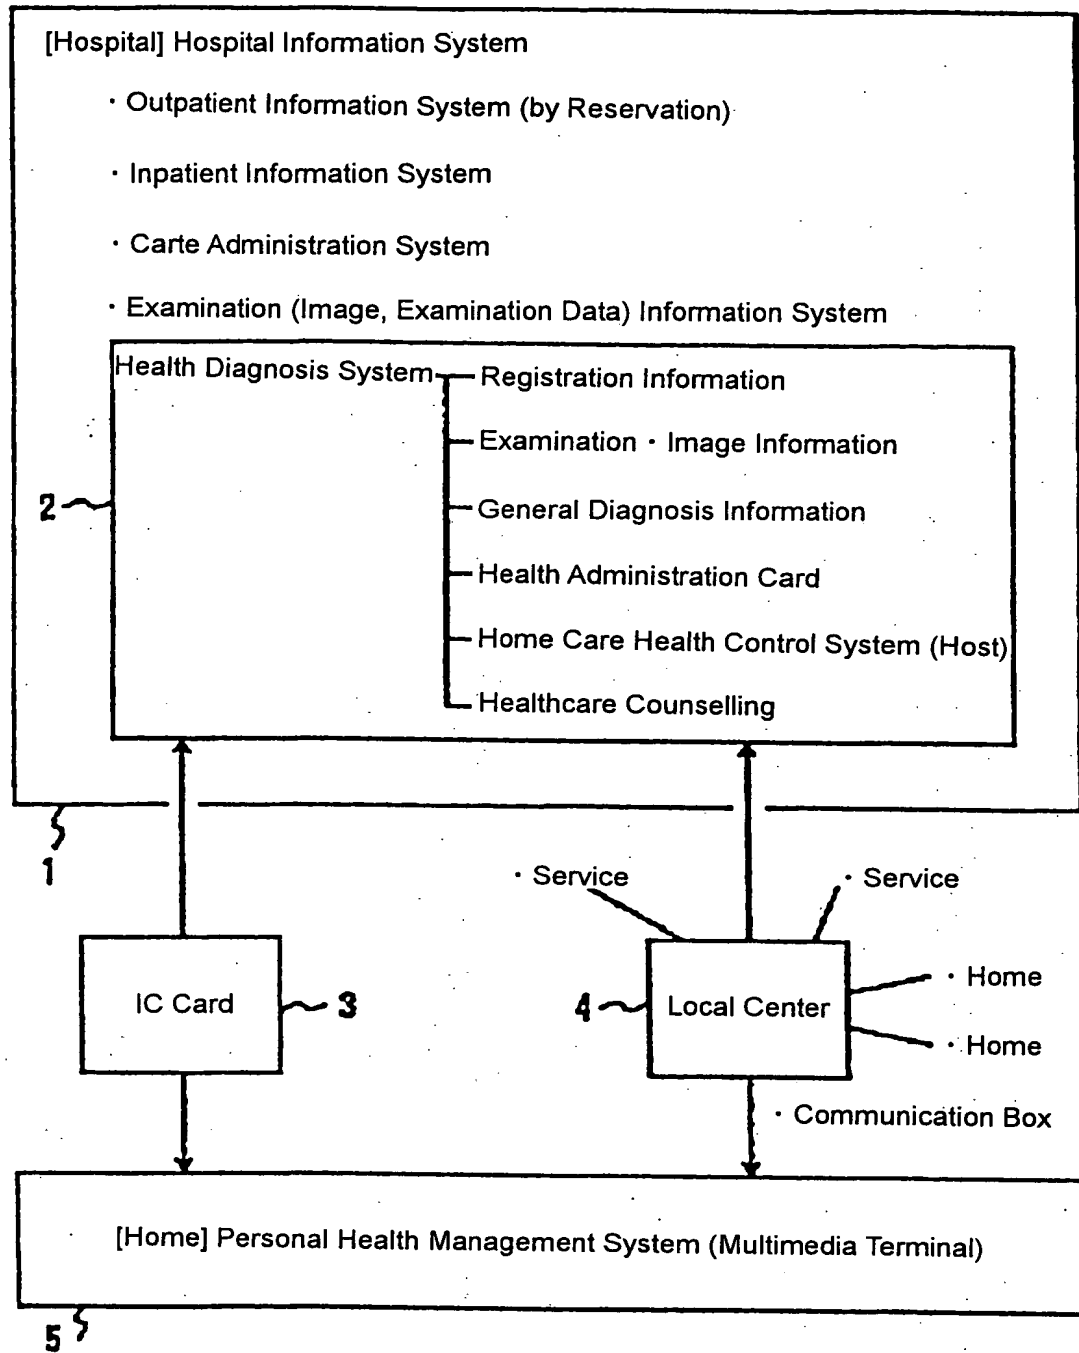 [Hospital] Hospital Information System
· Outpatient Information System (by Reservation)
· Inpatient Information System
· Carte Administration System
· Examination (Image, Examination Data) Information System
Health Diagnosis System
Registration Information
Examination · Image Information
2
General Diagnosis Information
Health Administration Card
Home Care Health Control System (Host)
Healthcare Counselling
1
· Service
· Service
IC Card
3
4
Local Center
· Home
· Home
· Communication Box
[Home] Personal Health Management System (Multimedia Terminal)
5